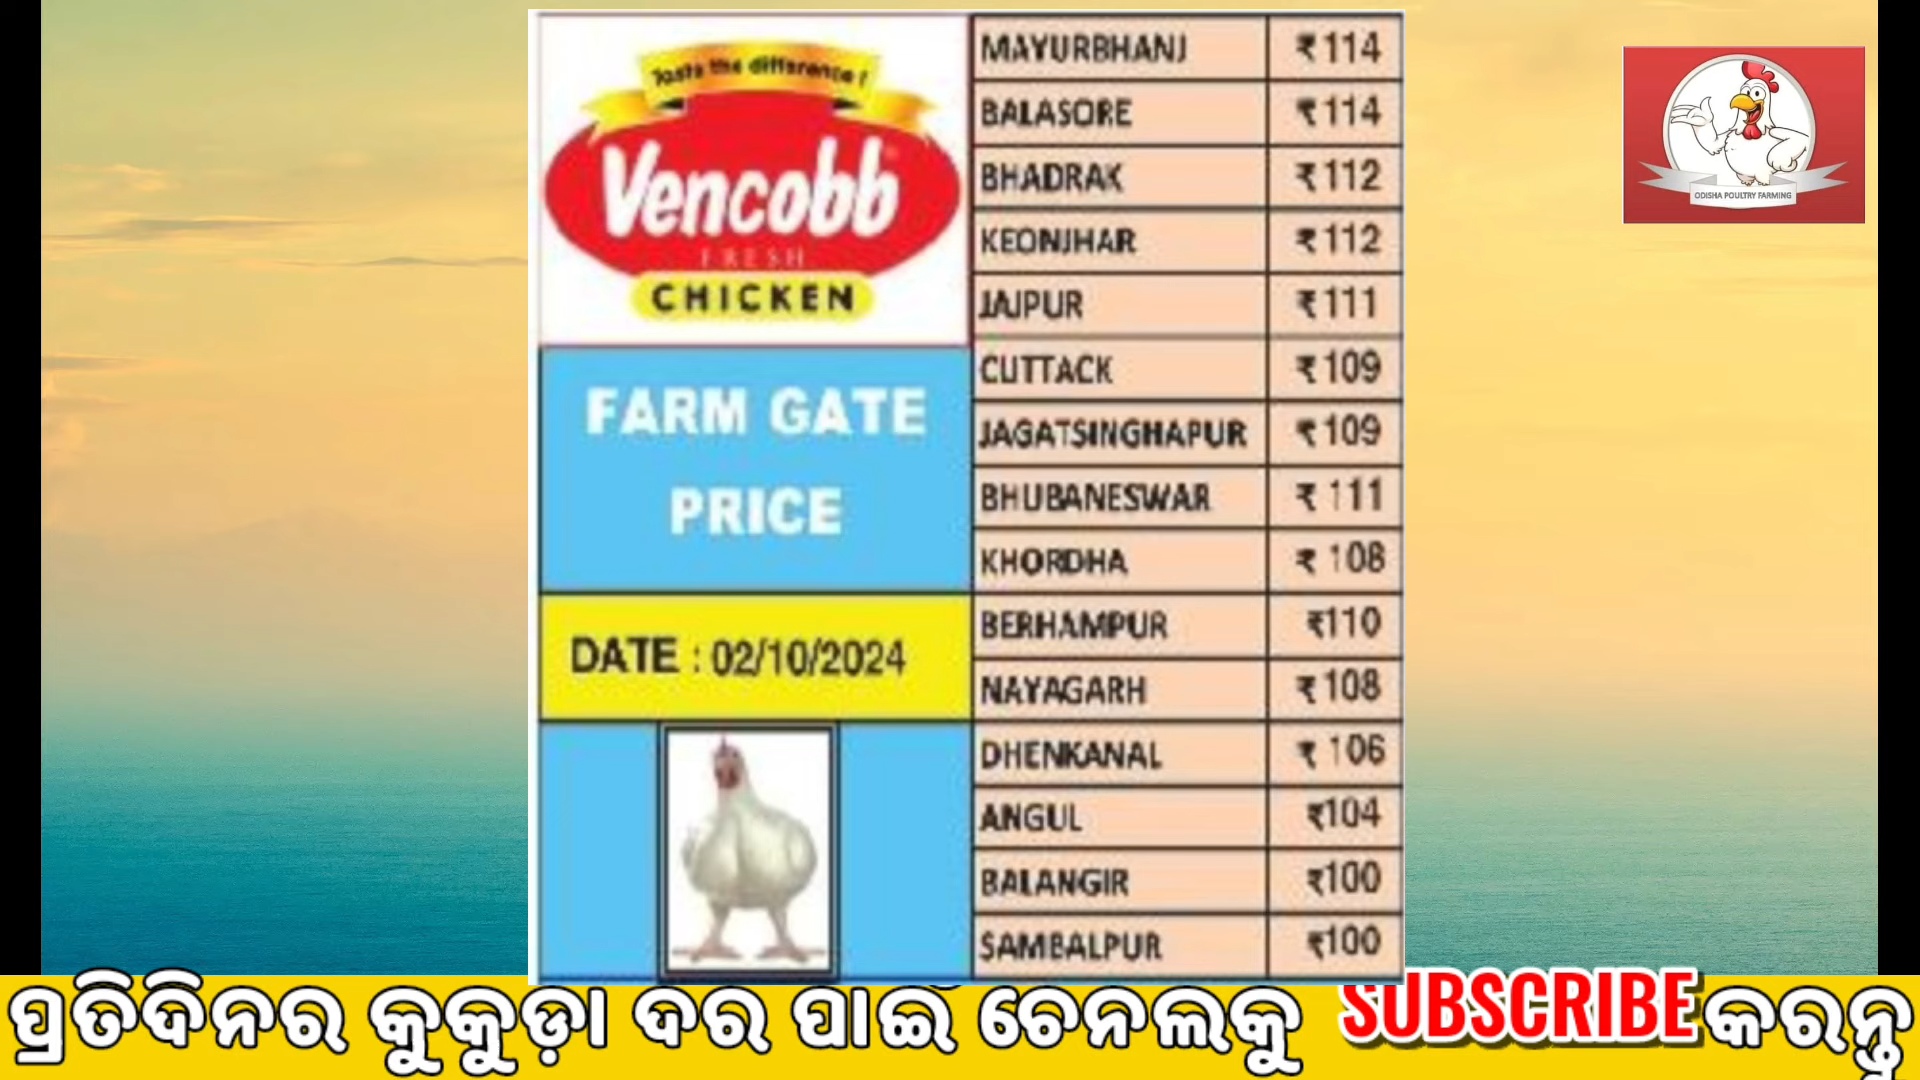 Taste the difference !
Vencobb
FRESH
CHICKEN
FARM GATE
PRICE
DATE : 02/10/2024
MAYURBHANJ ₹ 114
BALASORE ₹ 114
BHADRAK ₹ 112
KEONJHAR ₹ 112
JAJPUR ₹ 111
CUTTACK ₹ 109
JAGATSINGHAPUR ₹ 109
BHUBANESWAR ₹ 111
KHORDHA ₹ 108
BERHAMPUR ₹110
NAYAGARH ₹ 108
DHENKANAL ₹ 106
ANGUL ₹104
BALANGIR ₹100
SAMBALPUR ₹100
ODISHA POULTRY FARMING
ପ୍ରତିଦିନର କୁକୁଡ଼ା ଦର ପାଇଁ ଚେନଲକୁ SUBSCRIBE କରନ୍ତୁ